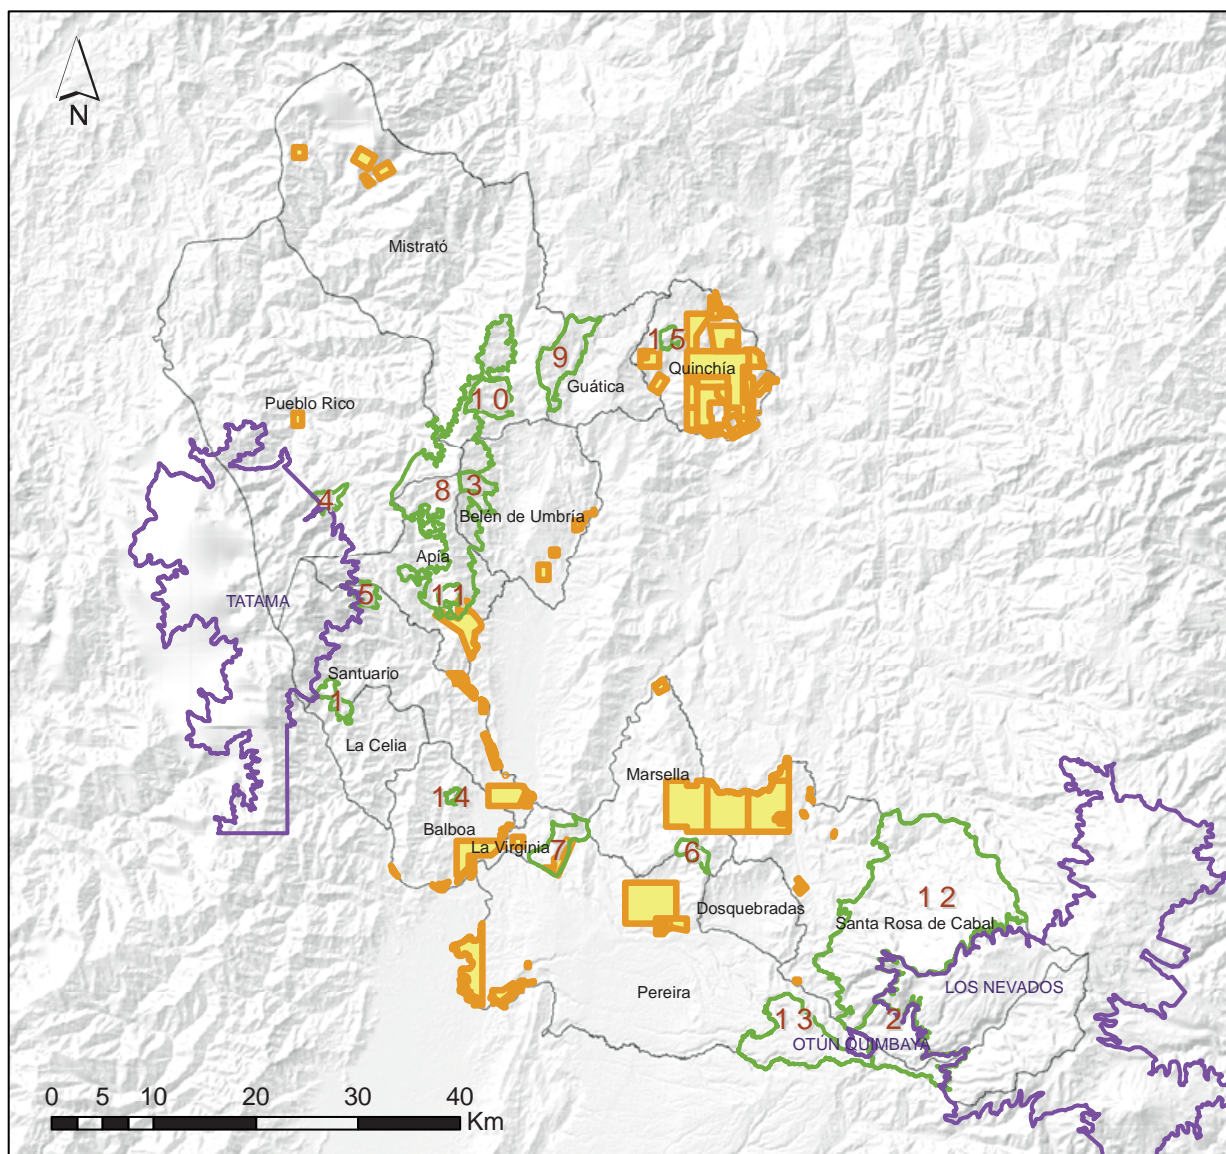 N
Mistrató
15
9
Quinchía
Guática
10
Pueblo Rico
4
8
3
Belén de Umbría
Apía
5
11
TATAMA
Santuario
1
La Celia
Marsella
14
Balboa
La Virginia
7
6
12
Dosquebradas
Santa Rosa de Cabal
LOS NEVADOS
Pereira
13
2
OTÚN QUIMBAYA
0 5 10 20 30 40
Km